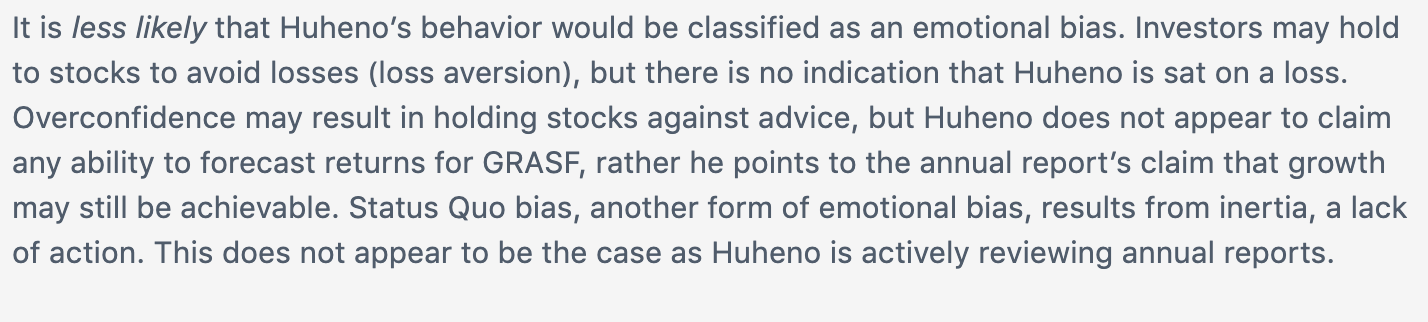 It is less likely that Huheno’s behavior would be classified as an emotional bias. Investors may hold
to stocks to avoid losses (loss aversion), but there is no indication that Huheno is sat on a loss.
Overconfidence may result in holding stocks against advice, but Huheno does not appear to claim
any ability to forecast returns for GRASF, rather he points to the annual report’s claim that growth
may still be achievable. Status Quo bias, another form of emotional bias, results from inertia, a lack
of action. This does not appear to be the case as Huheno is actively reviewing annual reports.